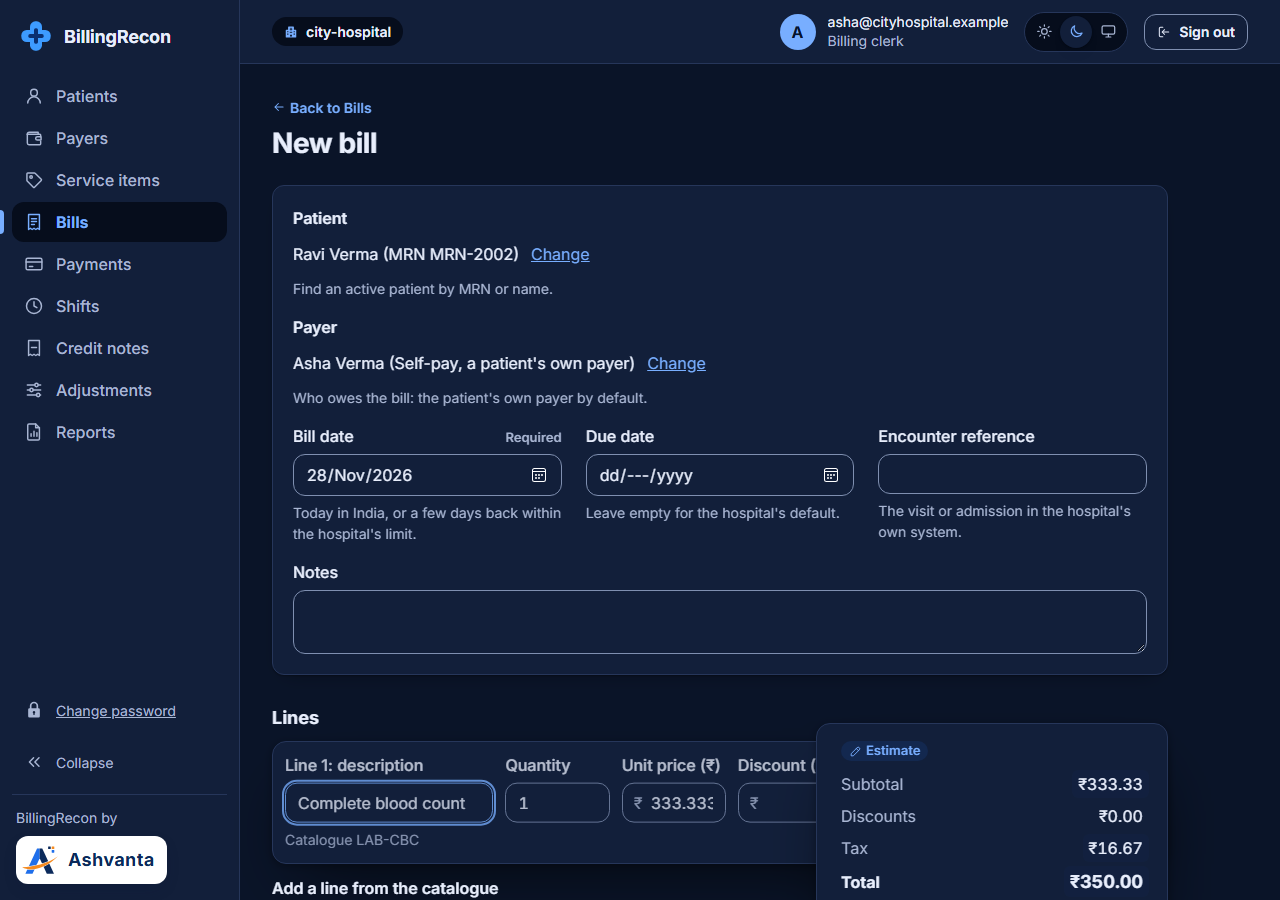 BillingRecon
city-hospital
A
asha@cityhospital.example
Billing clerk
Sign out
Patients
Payers
Service items
Bills
Payments
Shifts
Credit notes
Adjustments
Reports
Change password
Collapse
BillingRecon by
Ashvanta
← Back to Bills
New bill
Patient
Ravi Verma (MRN MRN-2002) Change
Find an active patient by MRN or name.
Payer
Asha Verma (Self-pay, a patient's own payer) Change
Who owes the bill: the patient's own payer by default.
Bill date Required Due date Encounter reference
28/Nov/2026 dd/---/yyyy
Today in India, or a few days back within the hospital's limit.
Leave empty for the hospital's default.
The visit or admission in the hospital's own system.
Notes
Lines
Line 1: description Quantity Unit price (₹) Discount (
Complete blood count 1 ₹ 333.333 ₹
Catalogue LAB-CBC
Add a line from the catalogue
Estimate
Subtotal ₹333.33
Discounts ₹0.00
Tax ₹16.67
Total ₹350.00